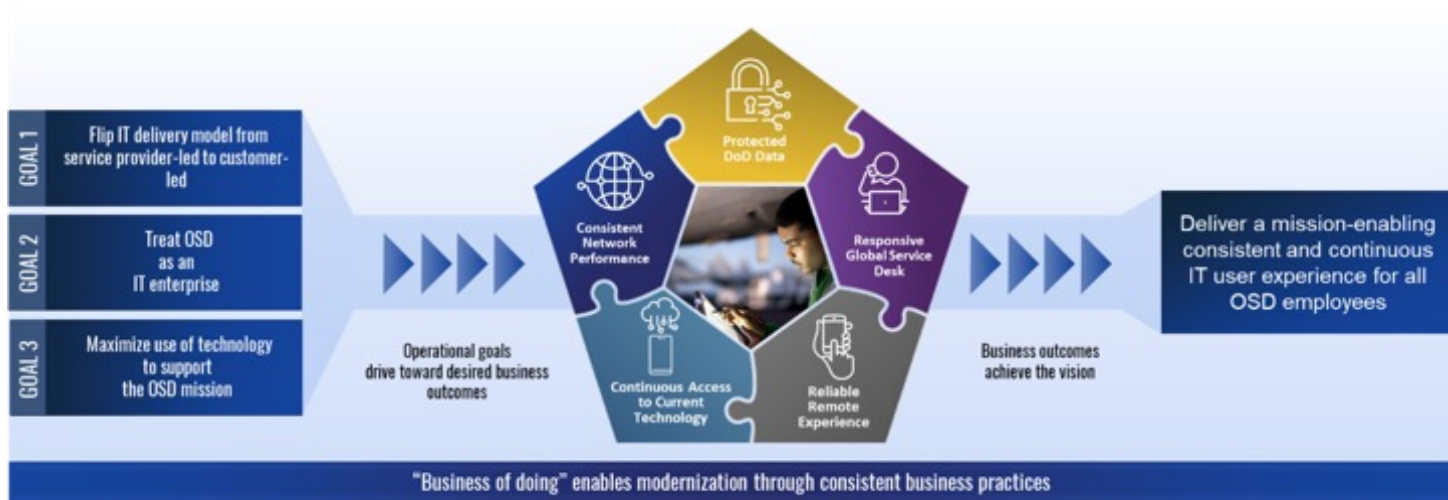 GOAL 1
Flip IT delivery model from
service provider-led to customer-
led
GOAL 2
Treat OSD
as an
IT enterprise
GOAL 3
Maximize use of technology
to support
the OSD mission
Operational goals
drive toward desired business
outcomes
Protected
DoD Data
Consistent
Network
Performance
Responsive
Global Service
Desk
Continuous Access
to Current
Technology
Reliable
Remote
Experience
Business outcomes
achieve the vision
Deliver a mission-enabling
consistent and continuous
IT user experience for all
OSD employees
“Business of doing” enables modernization through consistent business practices